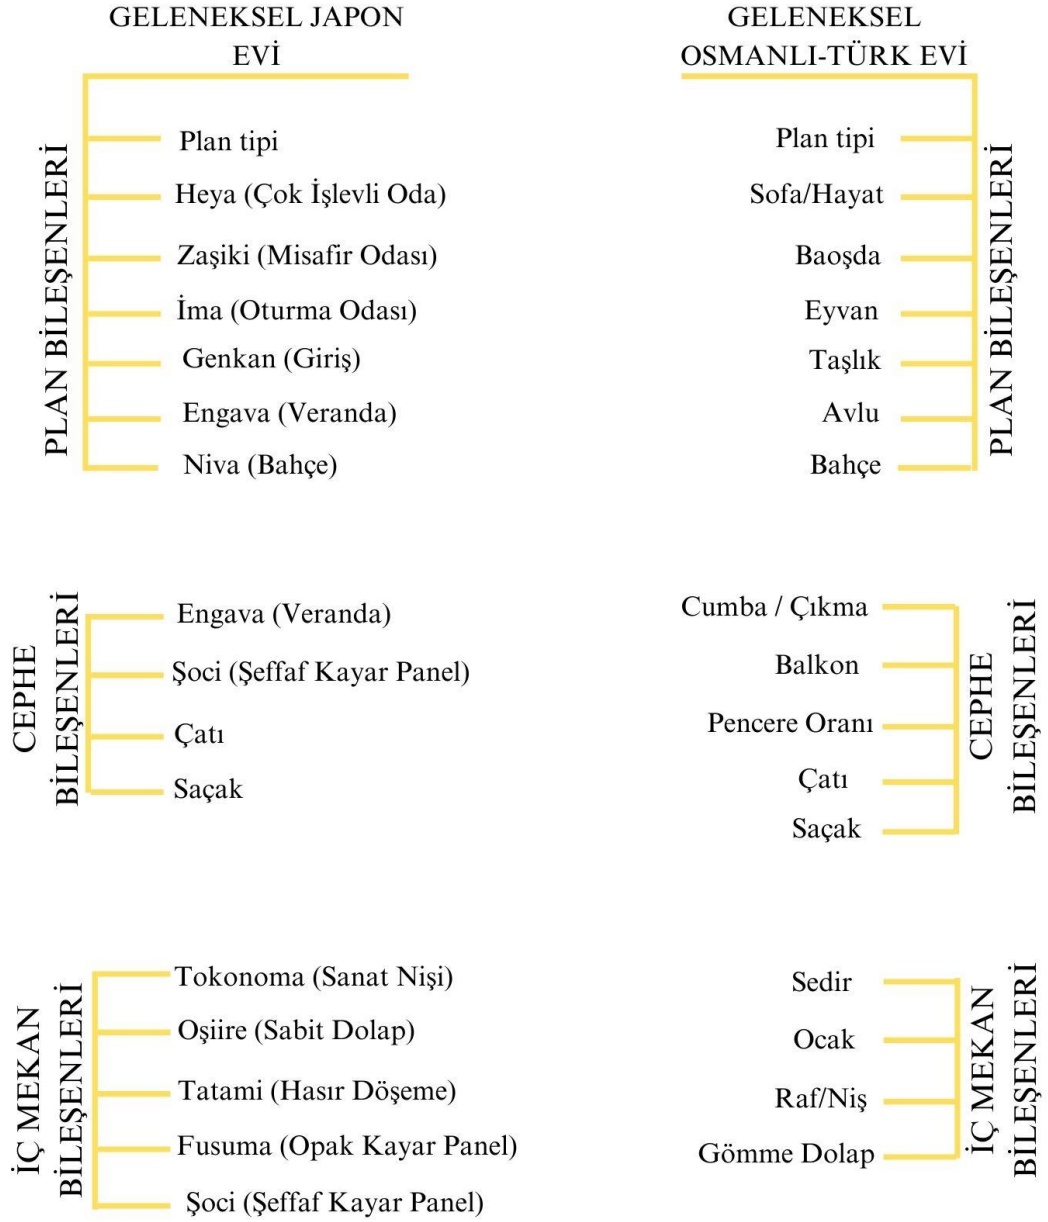 GELENEKSEL JAPON
EVİ
PLAN BİLEŞENLERİ
Plan tipi
Heya (Çok İşlevli Oda)
Zaşiki (Misafir Odası)
İma (Oturma Odası)
Genkan (Giriş)
Engava (Veranda)
Niva (Bahçe)
CEPHE
BİLEŞENLERİ
Engava (Veranda)
Şoci (Şeffaf Kayar Panel)
Çatı
Saçak
İÇ MEKAN
BİLEŞENLERİ
Tokonoma (Sanat Nişi)
Oşiire (Sabit Dolap)
Tatami (Hasır Döşeme)
Fusuma (Opak Kayar Panel)
Şoci (Şeffaf Kayar Panel)
GELENEKSEL
OSMANLI-TÜRK EVİ
PLAN BİLEŞENLERİ
Plan tipi
Sofa/Hayat
Baoşda
Eyvan
Taşlık
Avlu
Bahçe
CEPHE
BİLEŞENLERİ
Cumba / Çıkma
Balkon
Pencere Oranı
Çatı
Saçak
İÇ MEKAN
BİLEŞENLERİ
Sedir
Ocak
Raf/Niş
Gömme Dolap